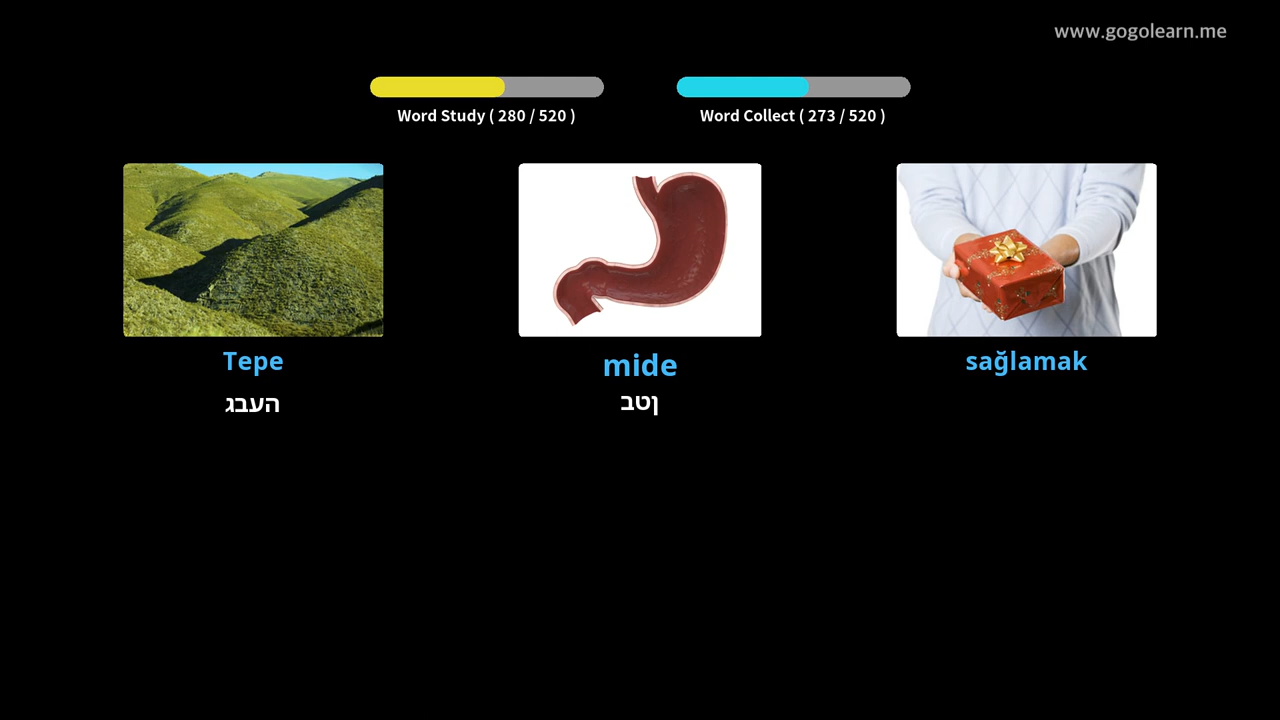 www.gogolearn.me
Word Study ( 280 / 520 )
Word Collect ( 273 / 520 )
Tepe
העבג
mide
ןטב
sağlamak